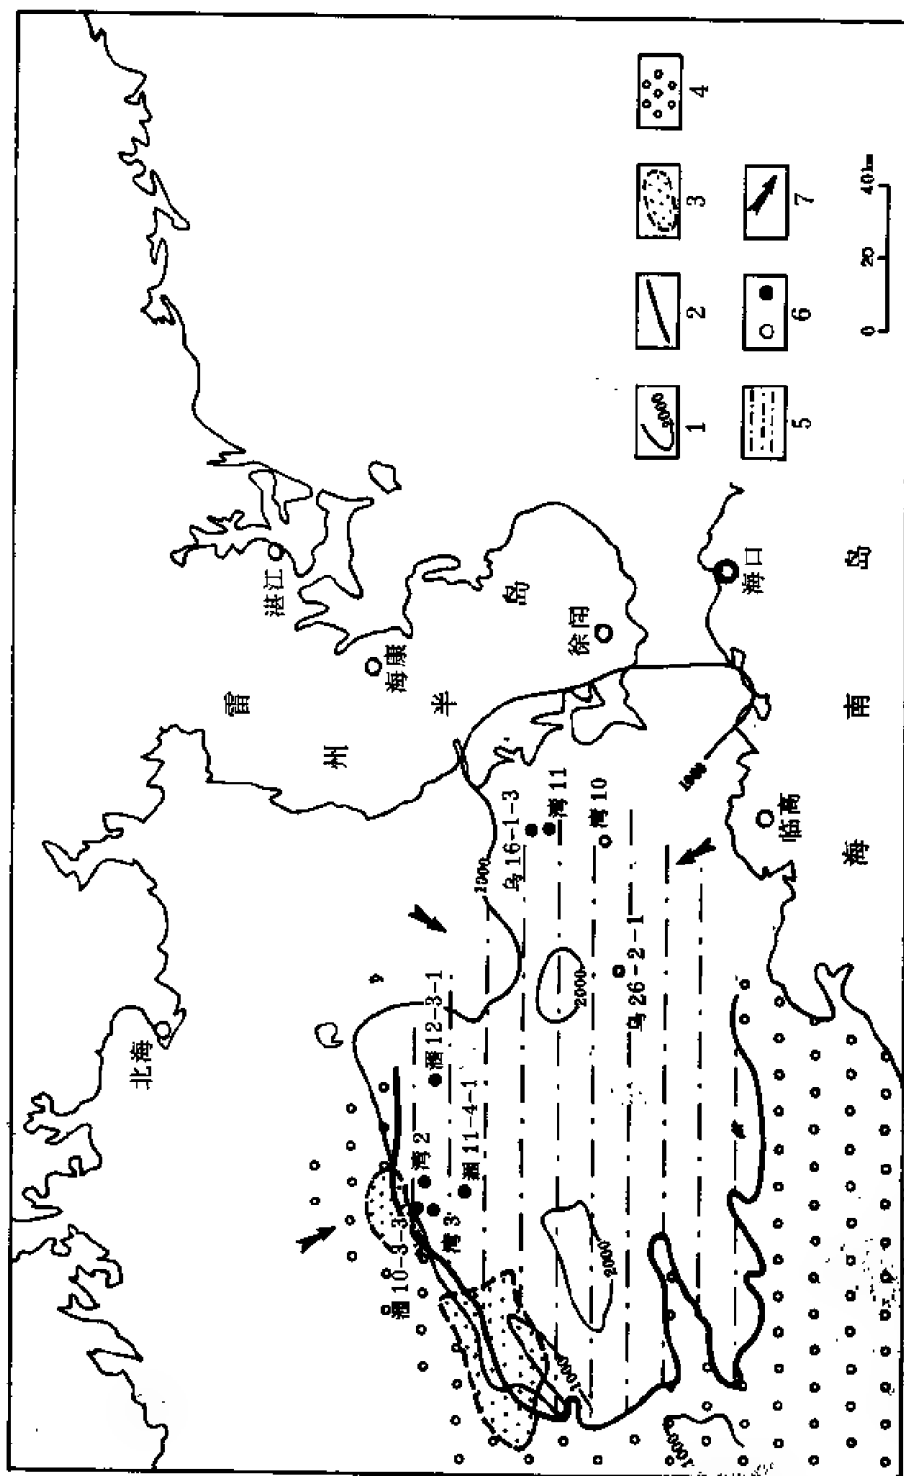 北海
湛江
雷
州
半
岛
海康
徐闻
海口
临高
海
南
岛
涠10-3-3
湾2
湾3
涠12-3-1
涠11-4-1
乌16-1-3
湾11
湾10
乌26-2-1
1000
2000
2000
1000
1000
1000
2000
1
2
3
4
5
6
7
0 20 40km